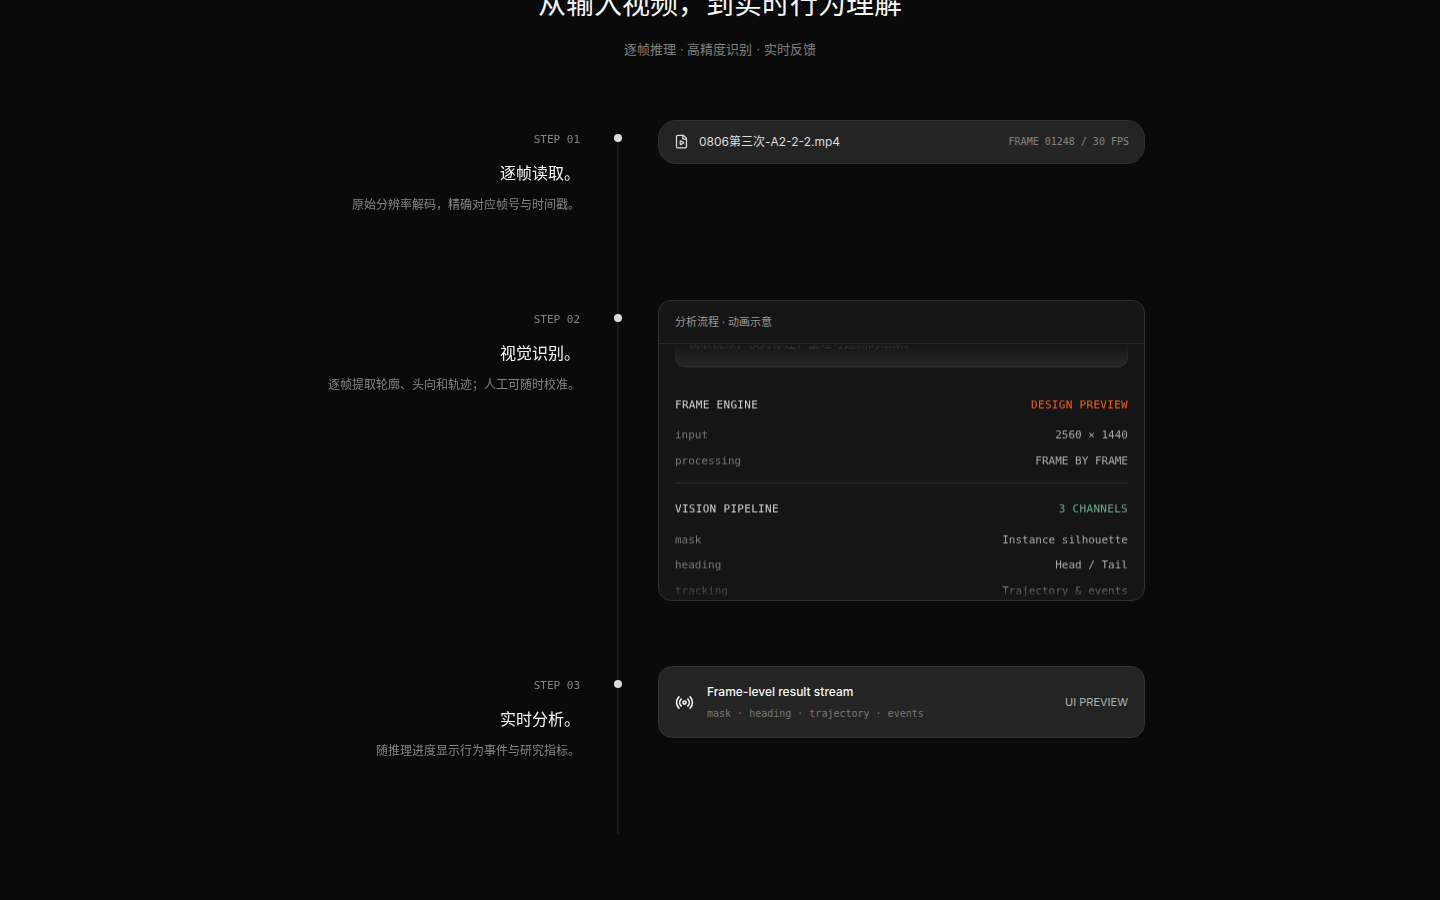 从输入视频，到实时行为理解
逐帧推理 · 高精度识别 · 实时反馈
STEP 01
逐帧读取。
原始分辨率解码，精确对应帧号与时间戳。
0806第三次-A2-2-2.mp4
FRAME 01248 / 30 FPS
STEP 02
视觉识别。
逐帧提取轮廓、头向和轨迹；人工可随时校准。
分析流程 · 动画示意
FRAME ENGINE
DESIGN PREVIEW
input
2560 × 1440
processing
FRAME BY FRAME
VISION PIPELINE
3 CHANNELS
mask
Instance silhouette
heading
Head / Tail
tracking
Trajectory & events
STEP 03
实时分析。
随推理进度显示行为事件与研究指标。
Frame-level result stream
mask · heading · trajectory · events
UI PREVIEW